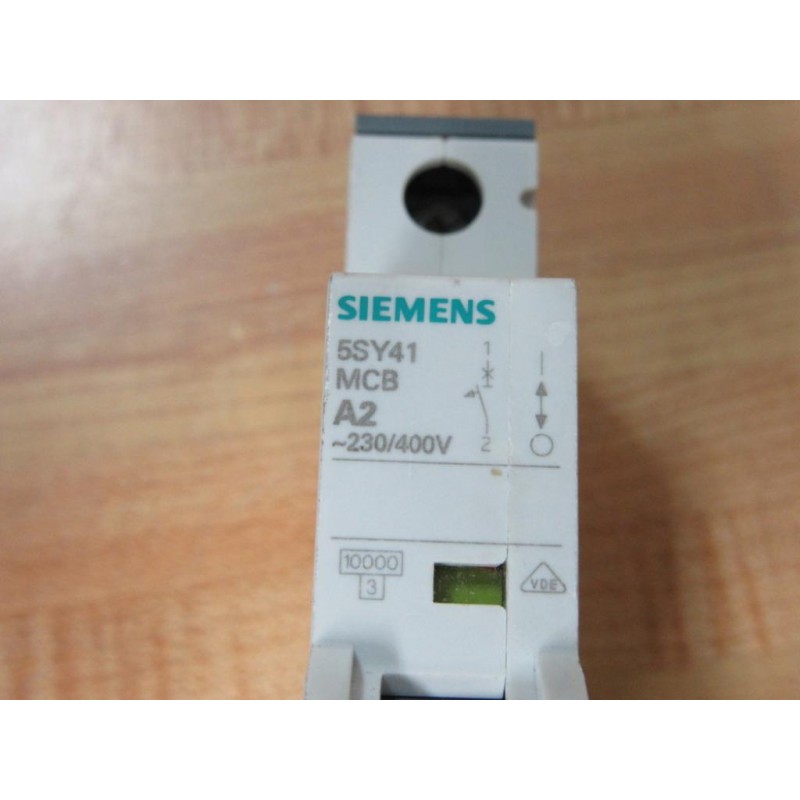 SIEMENS
5SY41
MCB
A2
~230/400V
1
2
10000
3
VDE